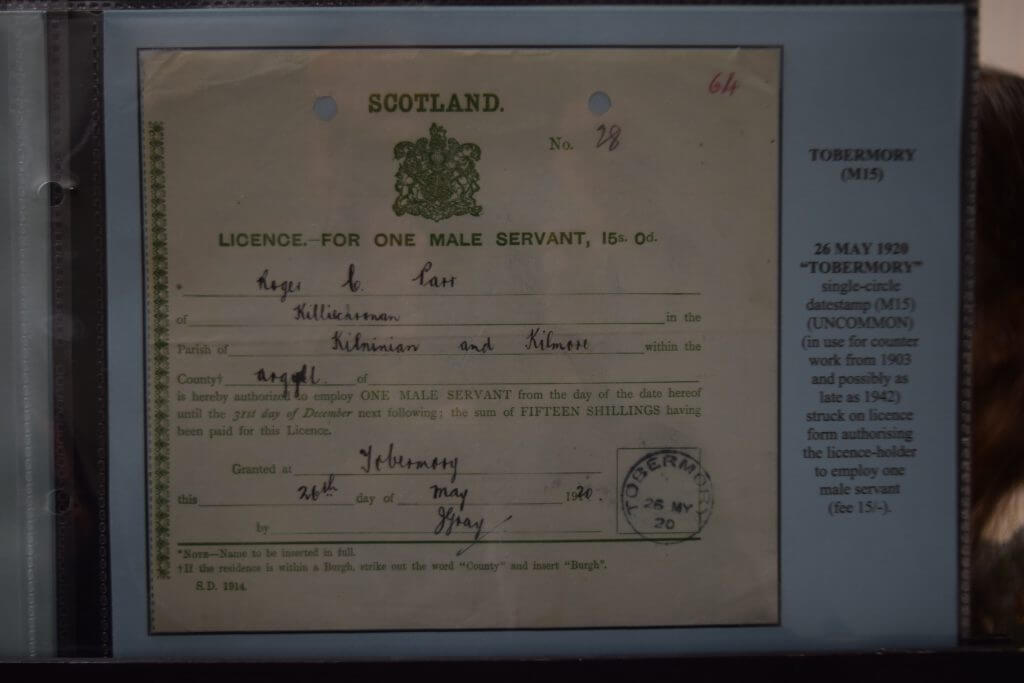 64
SCOTLAND.
No. 28
LICENCE.—FOR ONE MALE SERVANT, 15s. 0d.
* Roger C. Parr
of Killiechronan in the
Parish of Kilninian and Kilmore within the
County† Argyll. of
is hereby authorized to employ ONE MALE SERVANT from the day of the date hereof
until the 31st day of December next following; the sum of FIFTEEN SHILLINGS having
been paid for this Licence.
Granted at Tobermory
this 26th day of May 1920.
by JGray
TOBERMORY
26 MY
20
*NOTE—Name to be inserted in full.
†If the residence is within a Burgh, strike out the word "County" and insert "Burgh".
S.D. 1914.
TOBERMORY
(M15)
26 MAY 1920
"TOBERMORY"
single-circle
datestamp (M15)
(UNCOMMON)
(in use for counter
work from 1903
and possibly as
late as 1942)
struck on licence
form authorising
the licence-holder
to employ one
male servant
(fee 15/-).